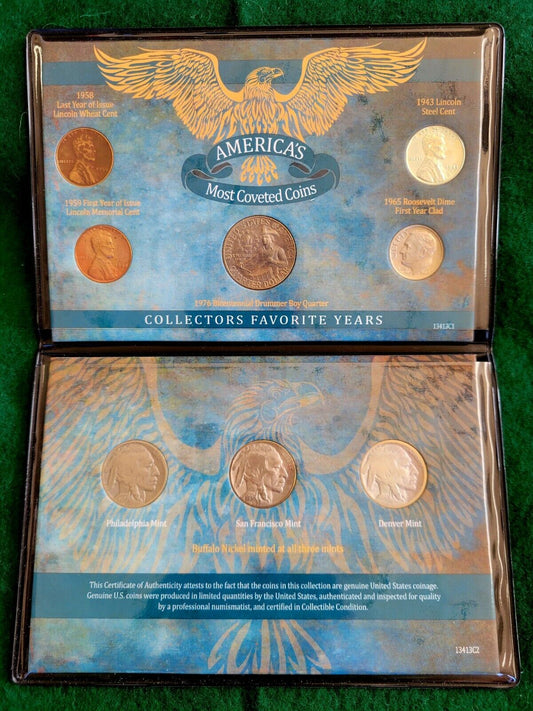 1958
Last Year of Issue
Lincoln Wheat Cent
1943 Lincoln
Steel Cent
AMERICA'S
Most Coveted Coins
1959 First Year of Issue
Lincoln Memorial Cent
1965 Roosevelt Dime
First Year Clad
QUARTER DOLLAR
1976 Bicentennial Drummer Boy Quarter
COLLECTORS FAVORITE YEARS
13413C1
Philadelphia Mint
San Francisco Mint
Denver Mint
Buffalo Nickel minted at all three mints
This Certificate of Authenticity attests to the fact that the coins in this collection are genuine United States coinage.
Genuine U.S. coins were produced in limited quantities by the United States, authenticated and inspected for quality
by a professional numismatist, and certified in Collectible Condition.
13413C2